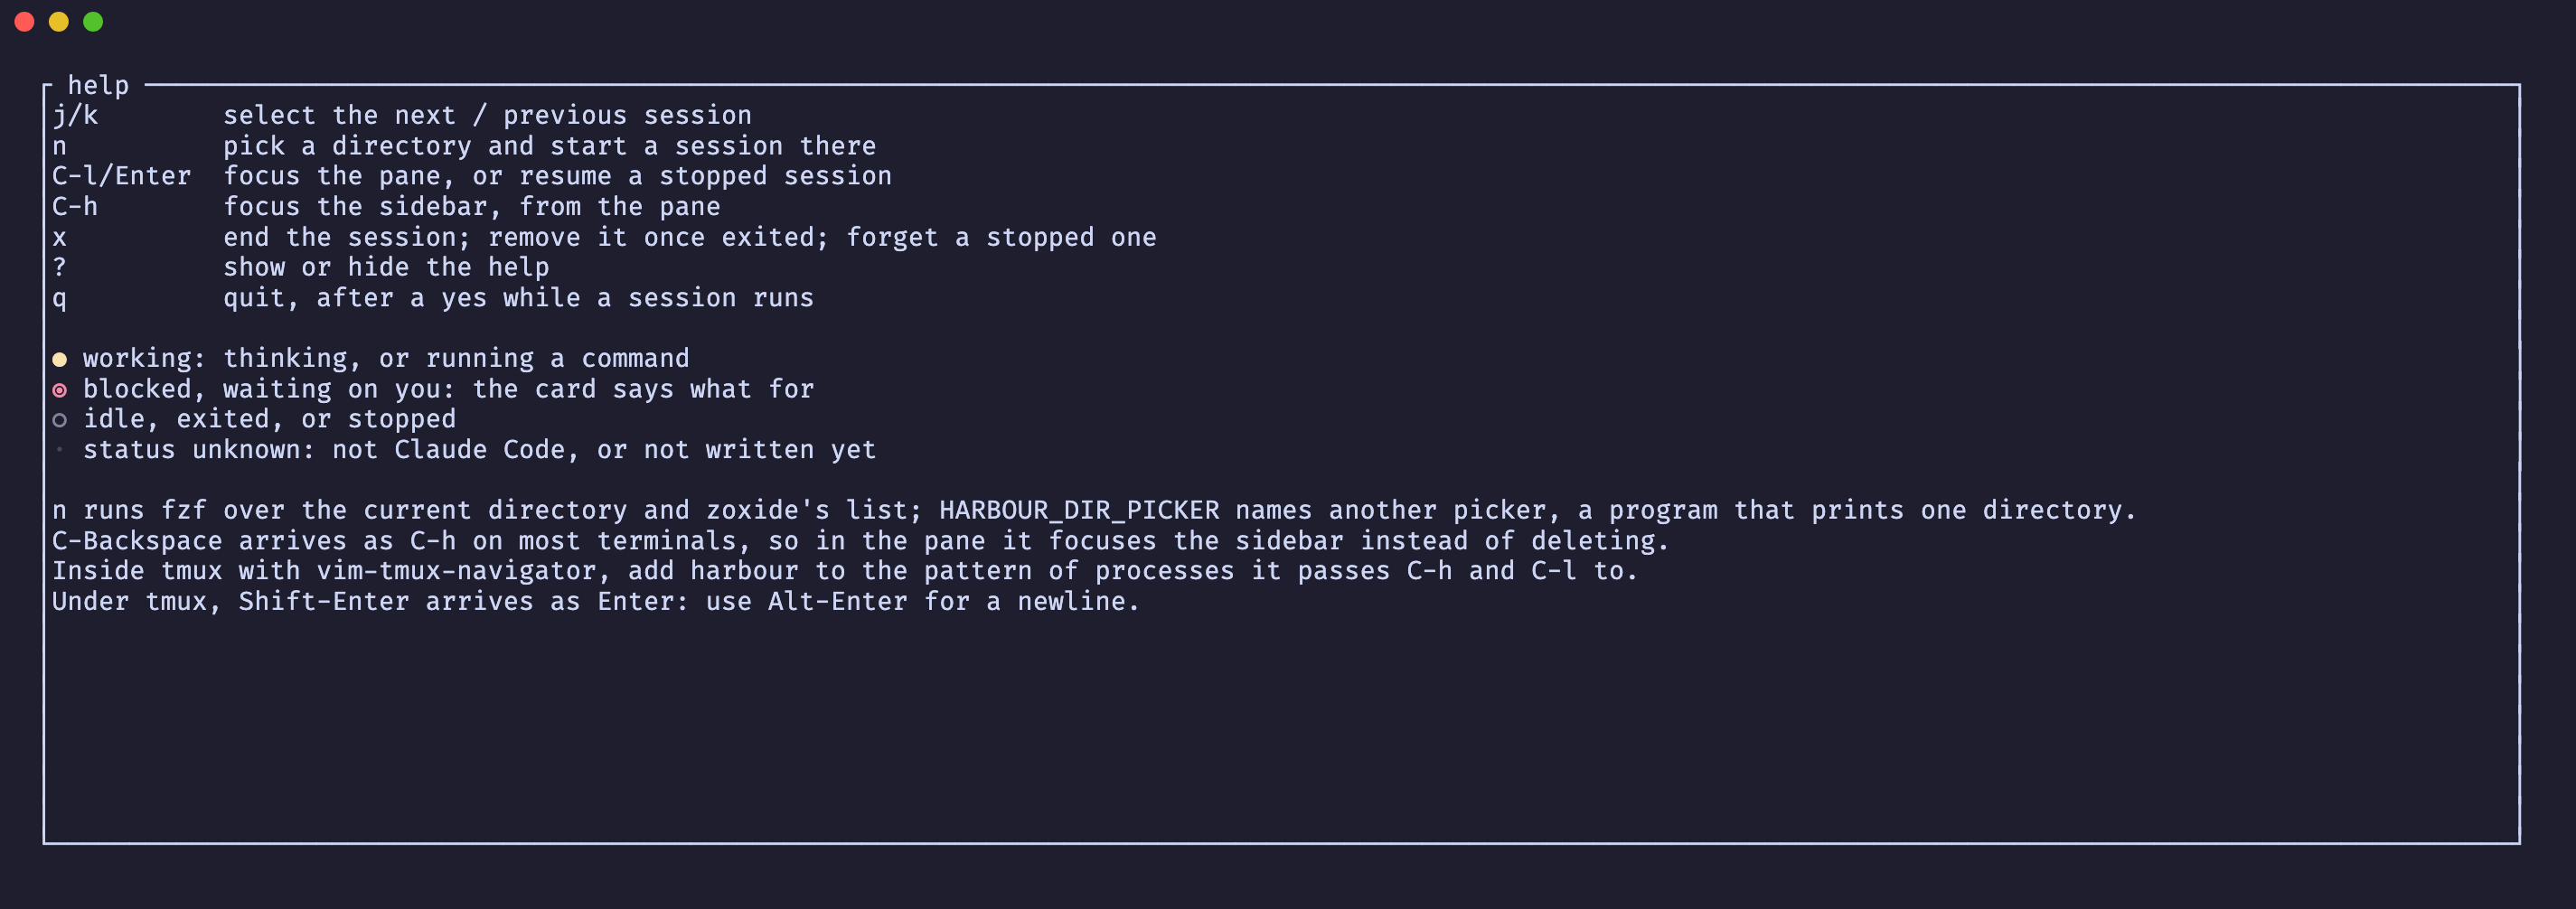 help
j/k select the next / previous session
n pick a directory and start a session there
C-l/Enter focus the pane, or resume a stopped session
C-h focus the sidebar, from the pane
x end the session; remove it once exited; forget a stopped one
? show or hide the help
q quit, after a yes while a session runs
● working: thinking, or running a command
◉ blocked, waiting on you: the card says what for
○ idle, exited, or stopped
· status unknown: not Claude Code, or not written yet
n runs fzf over the current directory and zoxide's list; HARBOUR_DIR_PICKER names another picker, a program that prints one directory.
C-Backspace arrives as C-h on most terminals, so in the pane it focuses the sidebar instead of deleting.
Inside tmux with vim-tmux-navigator, add harbour to the pattern of processes it passes C-h and C-l to.
Under tmux, Shift-Enter arrives as Enter: use Alt-Enter for a newline.